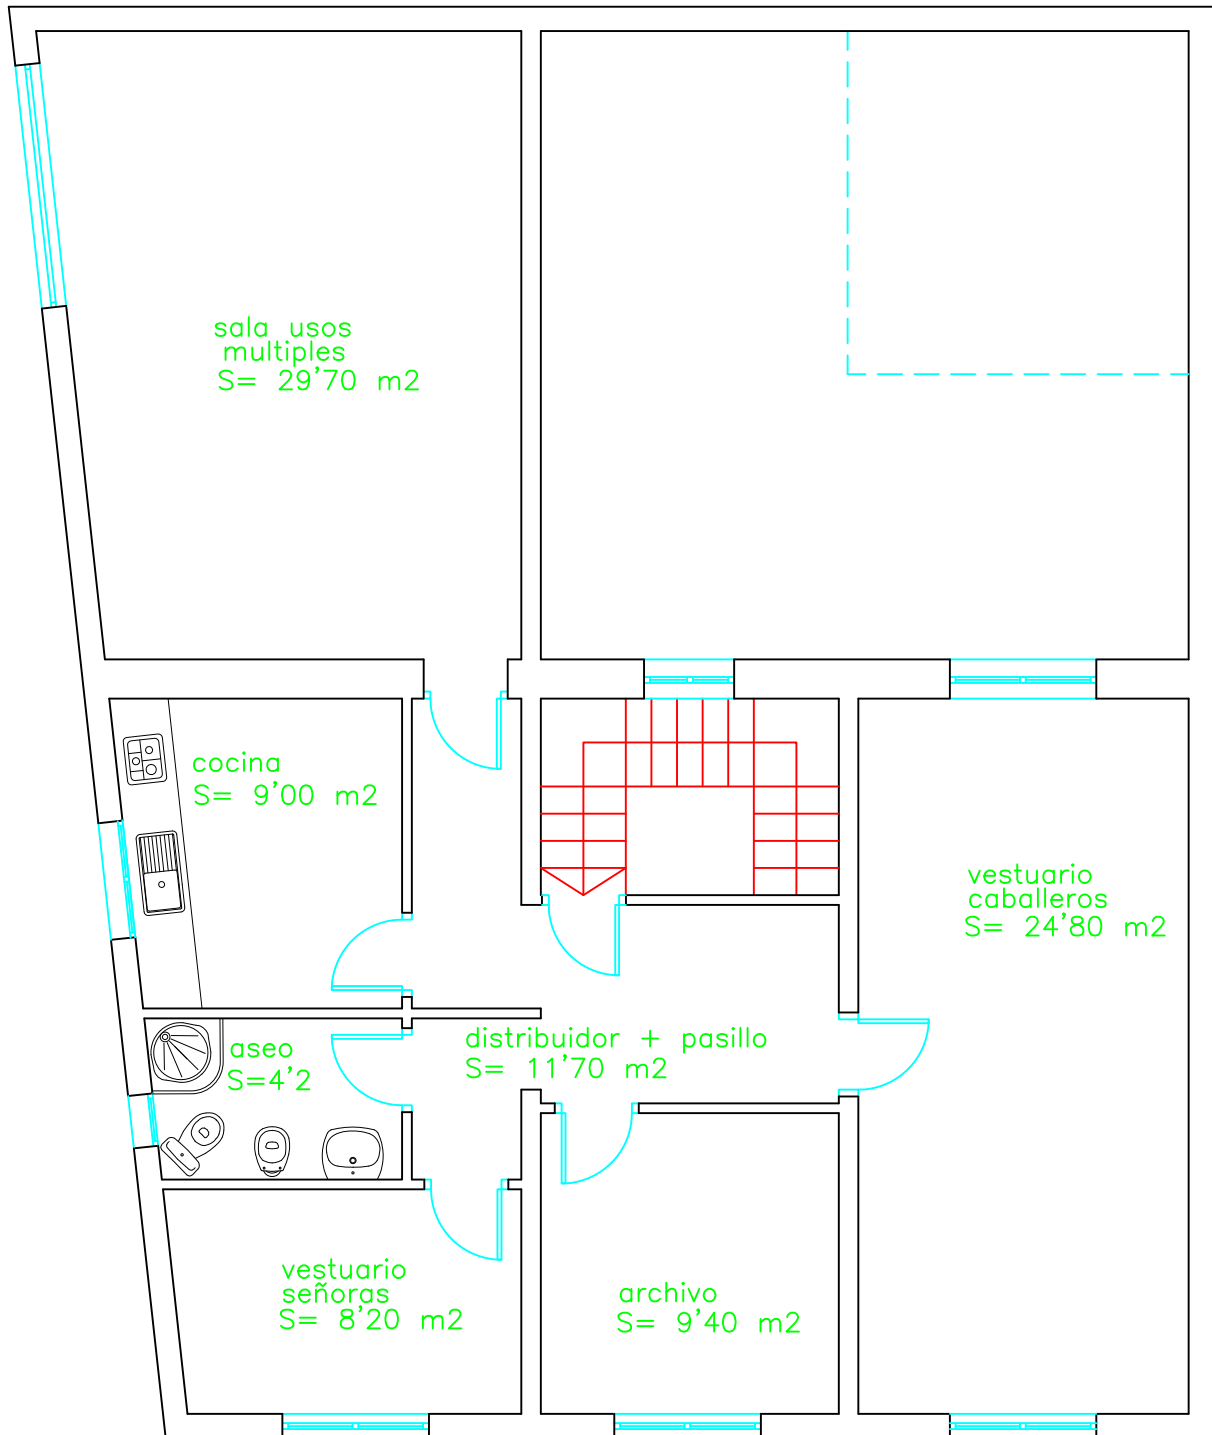 sala usos
multiples
S= 29'70 m2
cocina
S= 9'00 m2
vestuario
caballeros
S= 24'80 m2
distribuidor + pasillo
S= 11'70 m2
aseo
S=4'2
vestuario
señoras
S= 8'20 m2
archivo
S= 9'40 m2